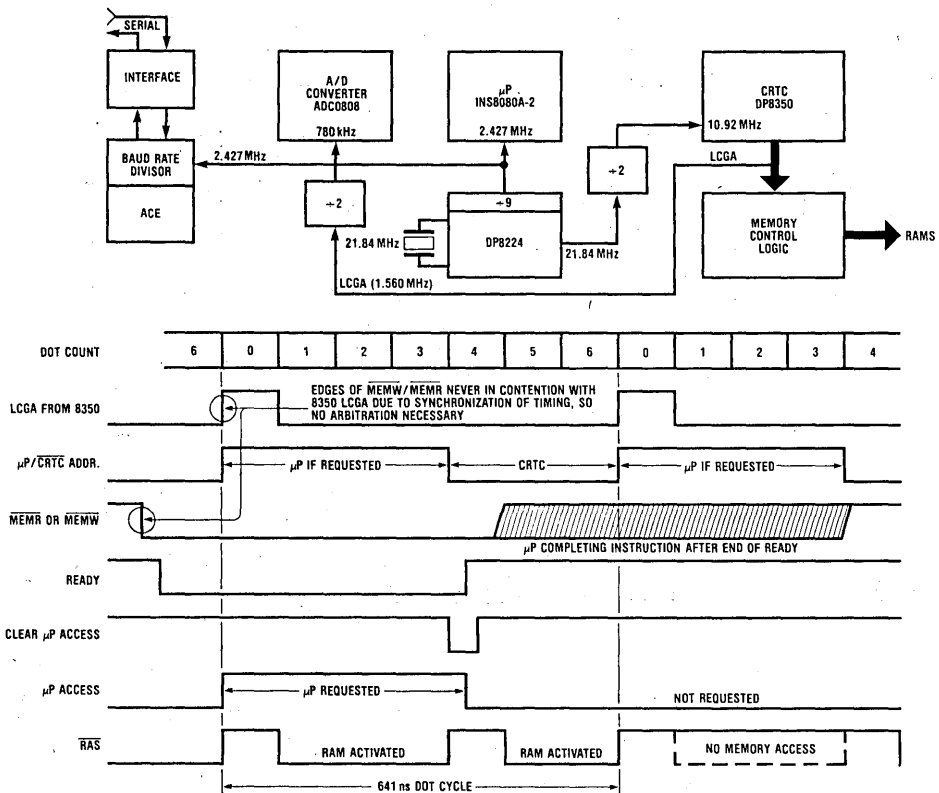 SERIAL
INTERFACE
BAUD RATE
DIVISOR
ACE
2.427 MHz
A/D
CONVERTER
ADC0808
780 kHz
÷2
21.84 MHz
LCGA (1.560 MHz)
μP
INS8080A-2
2.427 MHz
÷9
DP8224
21.84 MHz
÷2
10.92 MHz
CRTC
DP8350
LCGA
MEMORY
CONTROL
LOGIC
RAMS
DOT COUNT 6 0 1 2 3 4 5 6 0 1 2 3 4
LCGA FROM 8350
EDGES OF MEMW/MEMR NEVER IN CONTENTION WITH
8350 LCGA DUE TO SYNCHRONIZATION OF TIMING, SO
NO ARBITRATION NECESSARY
μP/CRTC ADDR. μP IF REQUESTED CRTC μP IF REQUESTED
MEMR OR MEMW
μP COMPLETING INSTRUCTION AFTER END OF READY
READY
CLEAR μP ACCESS
μP ACCESS μP REQUESTED NOT REQUESTED
RAS RAM ACTIVATED RAM ACTIVATED NO MEMORY ACCESS
641 ns DOT CYCLE